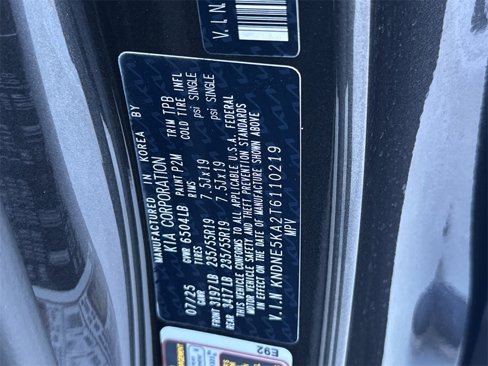 V.I.N
MANUFACTURED IN KOREA BY
KIA CORPORATION
07/25 GVWR 6504LB PAINT P2M TRIM TPB
GAWR TIRES RIMS COLD TIRE INFL
FRONT 3197LB 235/55R19 7.5Jx19 psi SINGLE
REAR 3417LB 235/55R19 7.5Jx19 psi SINGLE
THIS VEHICLE CONFORMS TO ALL APPLICABLE U.S.A. FEDERAL
MOTOR VEHICLE SAFETY AND THEFT PREVENTION STANDARDS
IN EFFECT ON THE DATE OF MANUFACTURE SHOWN ABOVE
V.I.N KNDNE5KA2T6110219
MPV
E92